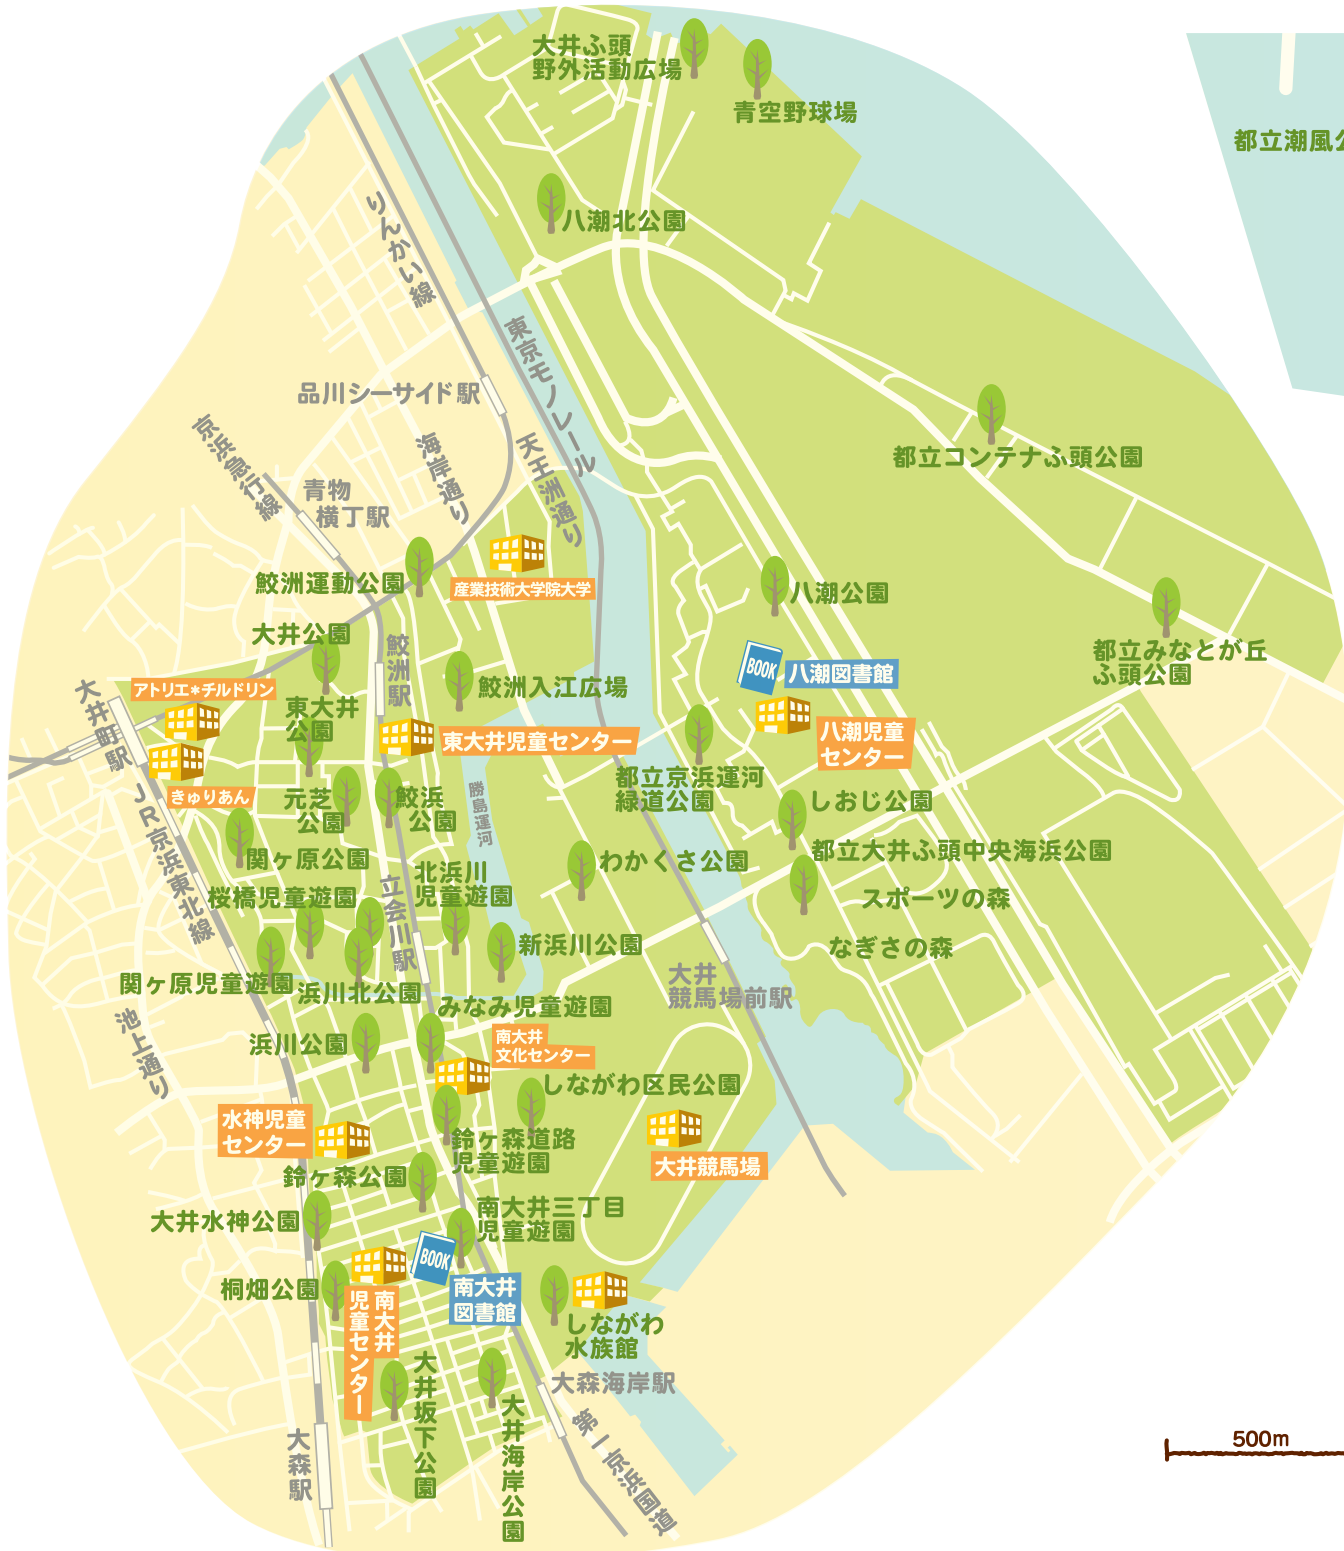 大井ふ頭
野外活動広場
青空野球場
都立潮風公
八潮北公園
りんかい線
東京モノレール
品川シーサイド駅
京浜急行線
海岸通り
天王洲通り
都立コンテナふ頭公園
青物
横丁駅
鮫洲運動公園
産業技術大学院大学
八潮公園
大井公園
鮫洲駅
都立みなとが丘
ふ頭公園
BOOK
八潮図書館
大井町駅
アトリエ*チルドリン
鮫洲入江広場
東大井
公園
東大井児童センター
八潮児童
センター
都立京浜運河
緑道公園
きゅりあん
元芝
公園
鮫浜
公園
勝島運河
しおじ公園
JR京浜東北線
関ヶ原公園
わかくさ公園
都立大井ふ頭中央海浜公園
北浜川
児童遊園
桜橋児童遊園
立会川駅
スポーツの森
新浜川公園
なぎさの森
関ヶ原児童遊園
浜川北公園
大井
競馬場前駅
みなみ児童遊園
池上通り
浜川公園
南大井
文化センター
しながわ区民公園
水神児童
センター
鈴ヶ森道路
児童遊園
大井競馬場
鈴ヶ森公園
大井水神公園
南大井三丁目
児童遊園
BOOK
南大井
図書館
桐畑公園
南大井
児童センター
しながわ
水族館
大森海岸駅
大井坂下公園
大井海岸公園
第一京浜国道
大森駅
500m